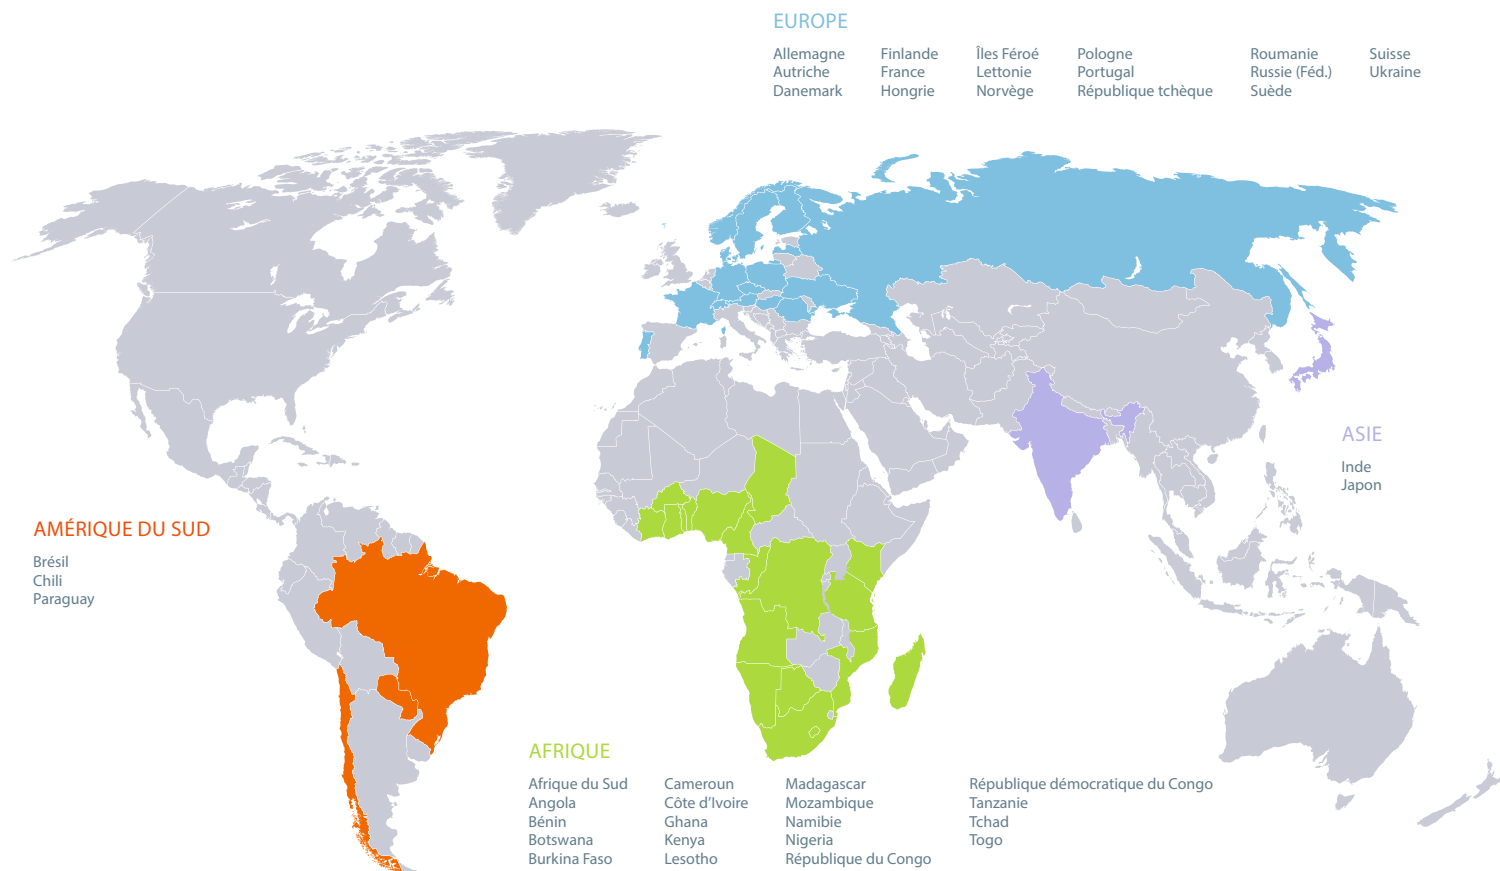 EUROPE
Allemagne
Autriche
Danemark
Finlande
France
Hongrie
Îles Féroé
Lettonie
Norvège
Pologne
Portugal
République tchèque
Roumanie
Russie (Féd.)
Suède
Suisse
Ukraine
ASIE
Inde
Japon
AMÉRIQUE DU SUD
Brésil
Chili
Paraguay
AFRIQUE
Afrique du Sud
Angola
Bénin
Botswana
Burkina Faso
Cameroun
Côte d’Ivoire
Ghana
Kenya
Lesotho
Madagascar
Mozambique
Namibie
Nigeria
République du Congo
République démocratique du Congo
Tanzanie
Tchad
Togo